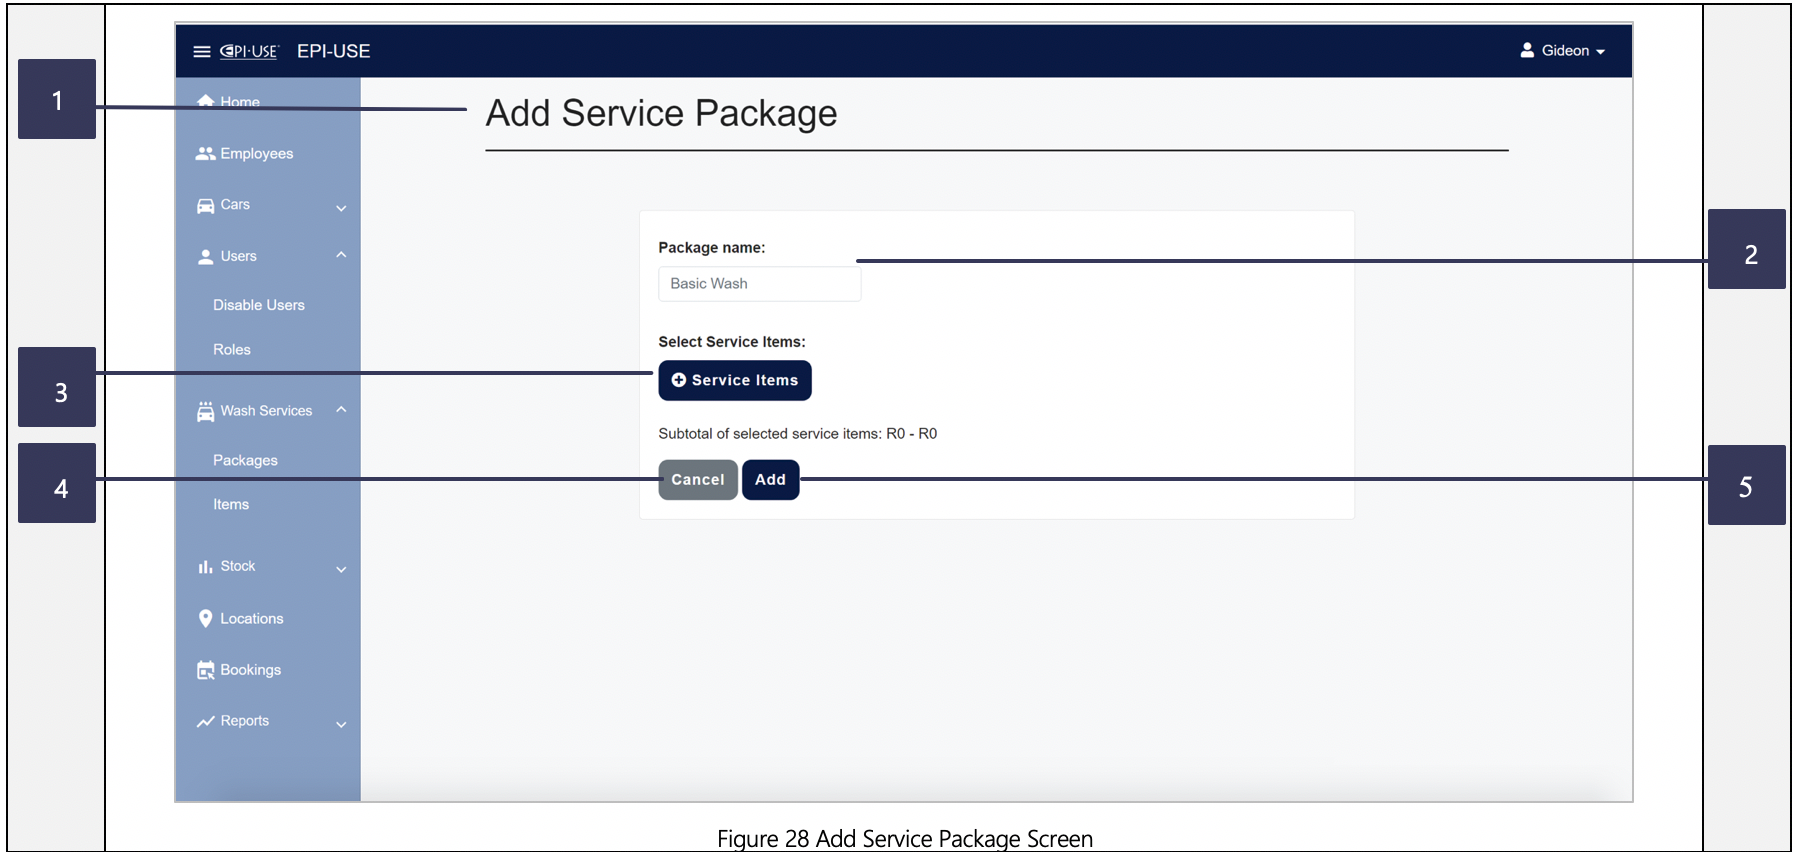 EPI·USE EPI-USE
Gideon
1
Home
Add Service Package
Employees
Cars
Users
Disable Users
Roles
Package name:
Basic Wash
2
Select Service Items:
Service Items
3
Wash Services
Subtotal of selected service items: R0 - R0
Packages
Cancel Add
4
5
Items
Stock
Locations
Bookings
Reports
Figure 28 Add Service Package Screen